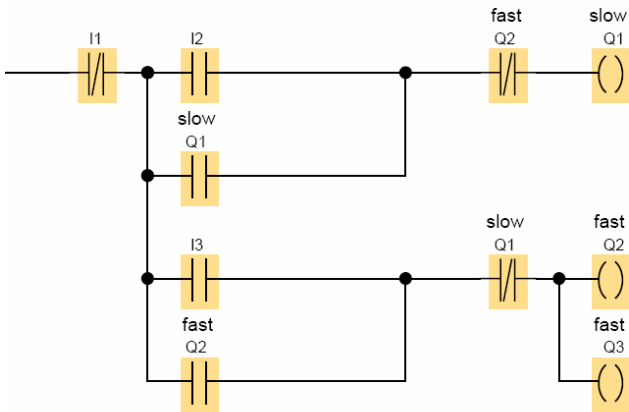 fast slow
I1 I2 Q2 Q1
slow
Q1
slow fast
I3 Q1 Q2
fast fast
Q2 Q3